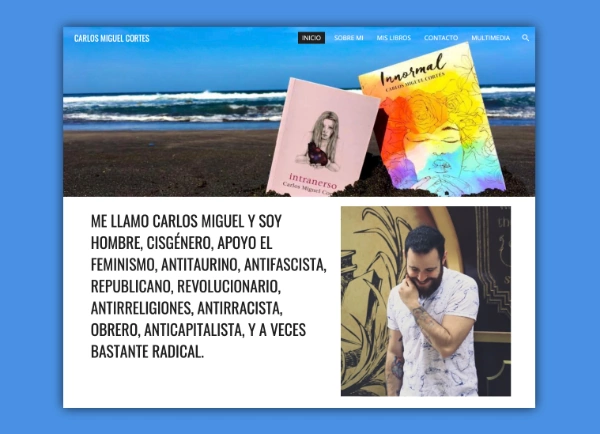 CARLOS MIGUEL CORTES
INICIO SOBRE MI MIS LIBROS CONTACTO MULTIMEDIA
Innormal
CARLOS MIGUEL CORTÉS
intranerso
Carlos Miguel
ME LLAMO CARLOS MIGUEL Y SOY
HOMBRE, CISGÉNERO, APOYO EL
FEMINISMO, ANTITAURINO, ANTIFASCISTA,
REPUBLICANO, REVOLUCIONARIO,
ANTIRRELIGIONES, ANTIRRACISTA,
OBRERO, ANTICAPITALISTA, Y A VECES
BASTANTE RADICAL.